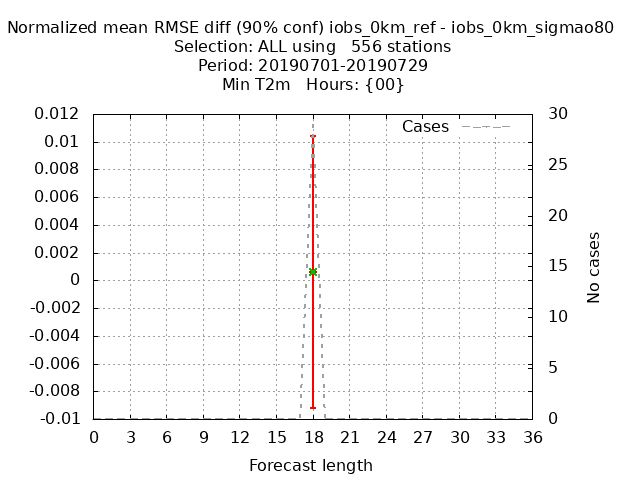 Normalized mean RMSE diff (90% conf) iobs_0km_ref - iobs_0km_sigmao80
Selection: ALL using   556 stations
Period: 20190701-20190729
Min T2m   Hours: {00}
Cases
0.012
0.01
0.008
0.006
0.004
0.002
0
-0.002
-0.004
-0.006
-0.008
-0.01
30
25
20
15
10
5
0
No cases
0 3 6 9 12 15 18 21 24 27 30 33 36
Forecast length